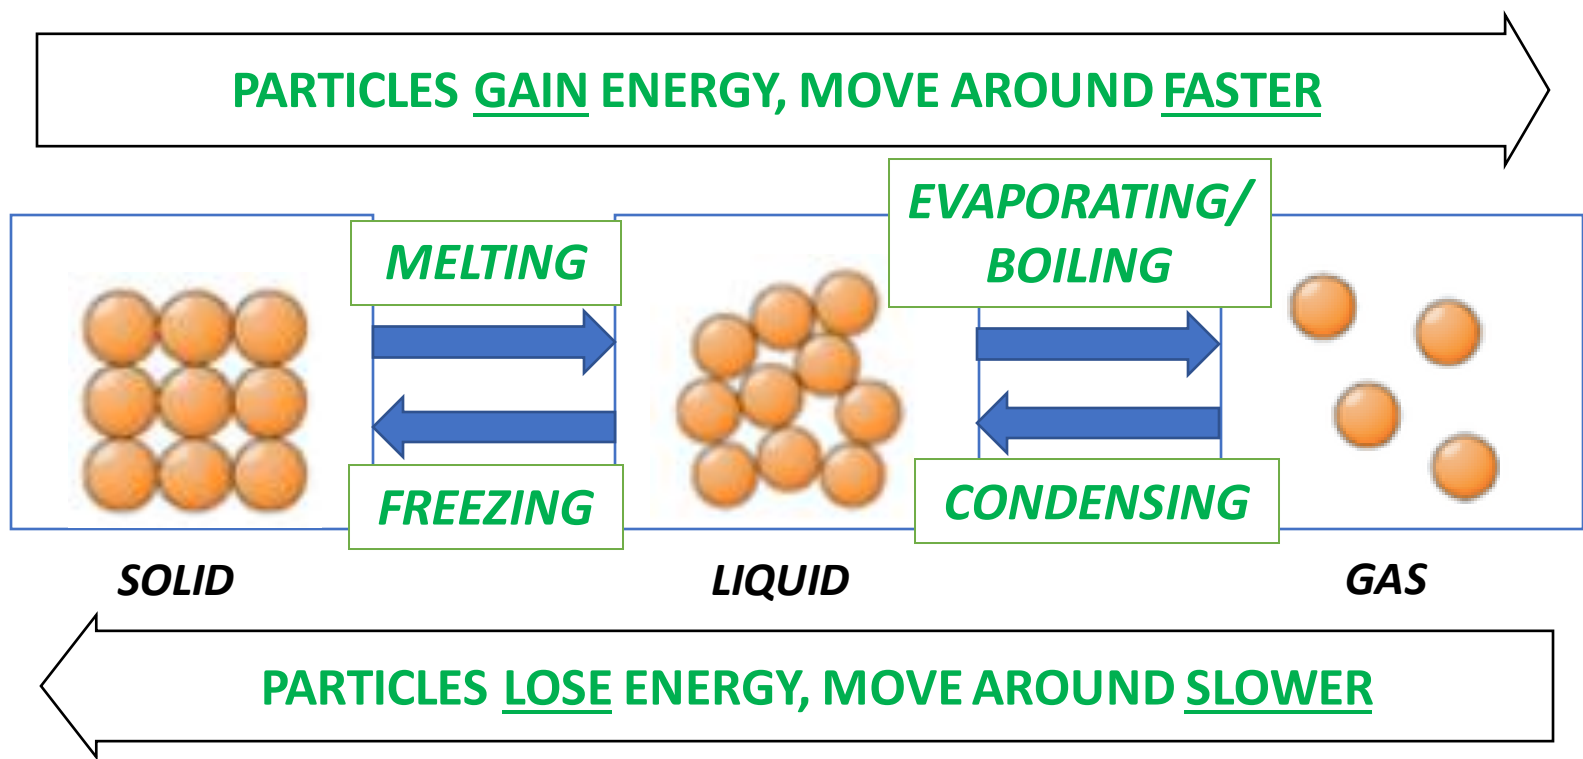 PARTICLES GAIN ENERGY, MOVE AROUND FASTER
EVAPORATING/
BOILING
MELTING
FREEZING
CONDENSING
SOLID
LIQUID
GAS
PARTICLES LOSE ENERGY, MOVE AROUND SLOWER